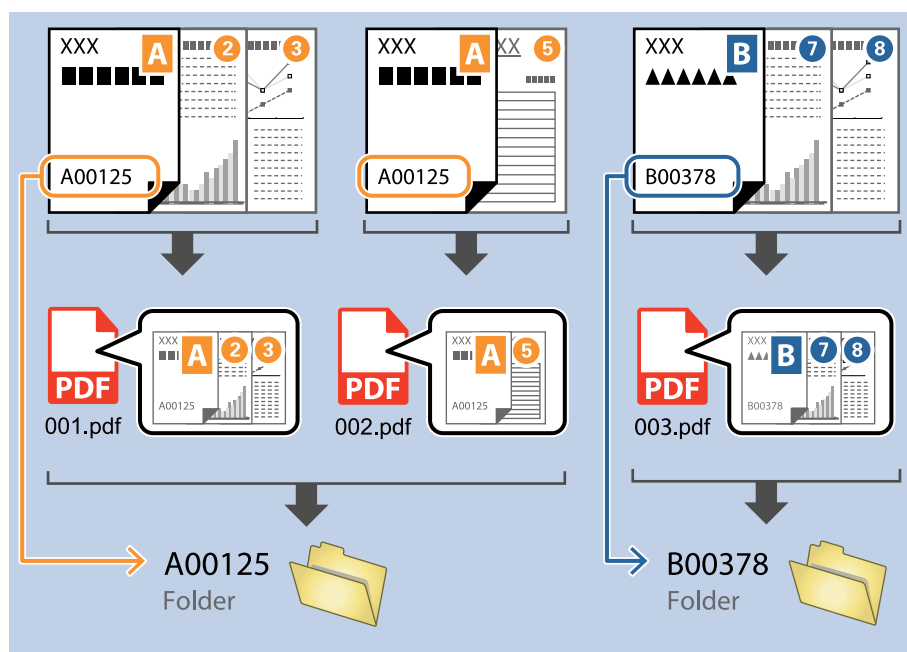 XXX A 2 3
A00125
XXX A XX 5
A00125
XXX B 7 8
B00378
PDF
001.pdf
XXX A 2 3
A00125
PDF
002.pdf
XXX A 5
A00125
PDF
003.pdf
XXX B 7 8
B00378
A00125
Folder
B00378
Folder